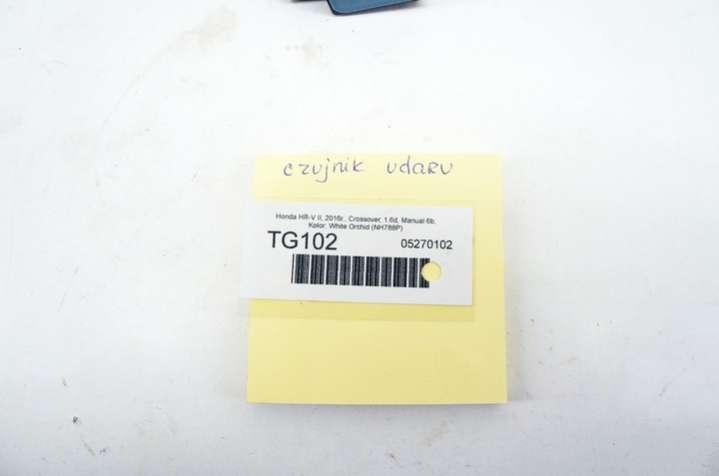 czujnik udaru
Honda HR-V II, 2016r., Crossover, 1.6d, Manual 6b,
Kolor: White Orchid (NH788P)
TG102 05270102